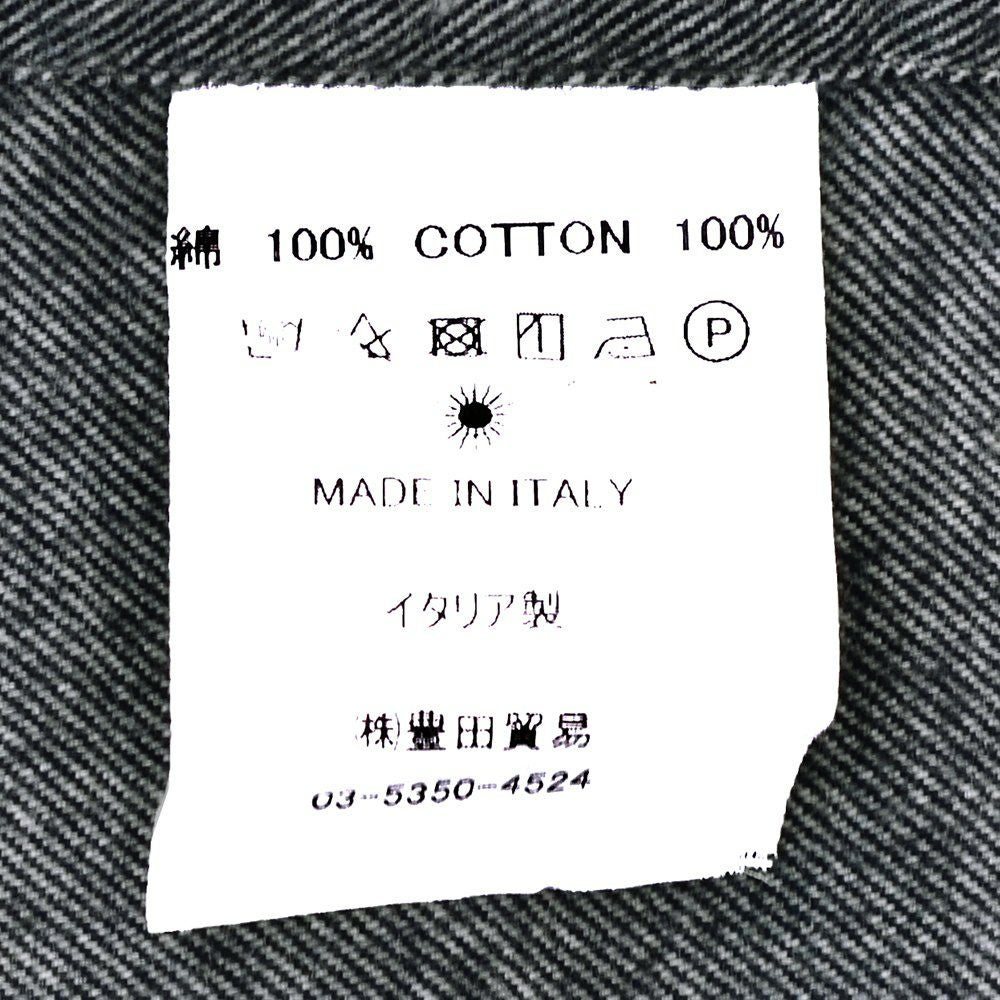 綿 100% COTTON 100%
P
MADE IN ITALY
イタリア製
㈱豊田貿易
03-5350-4524